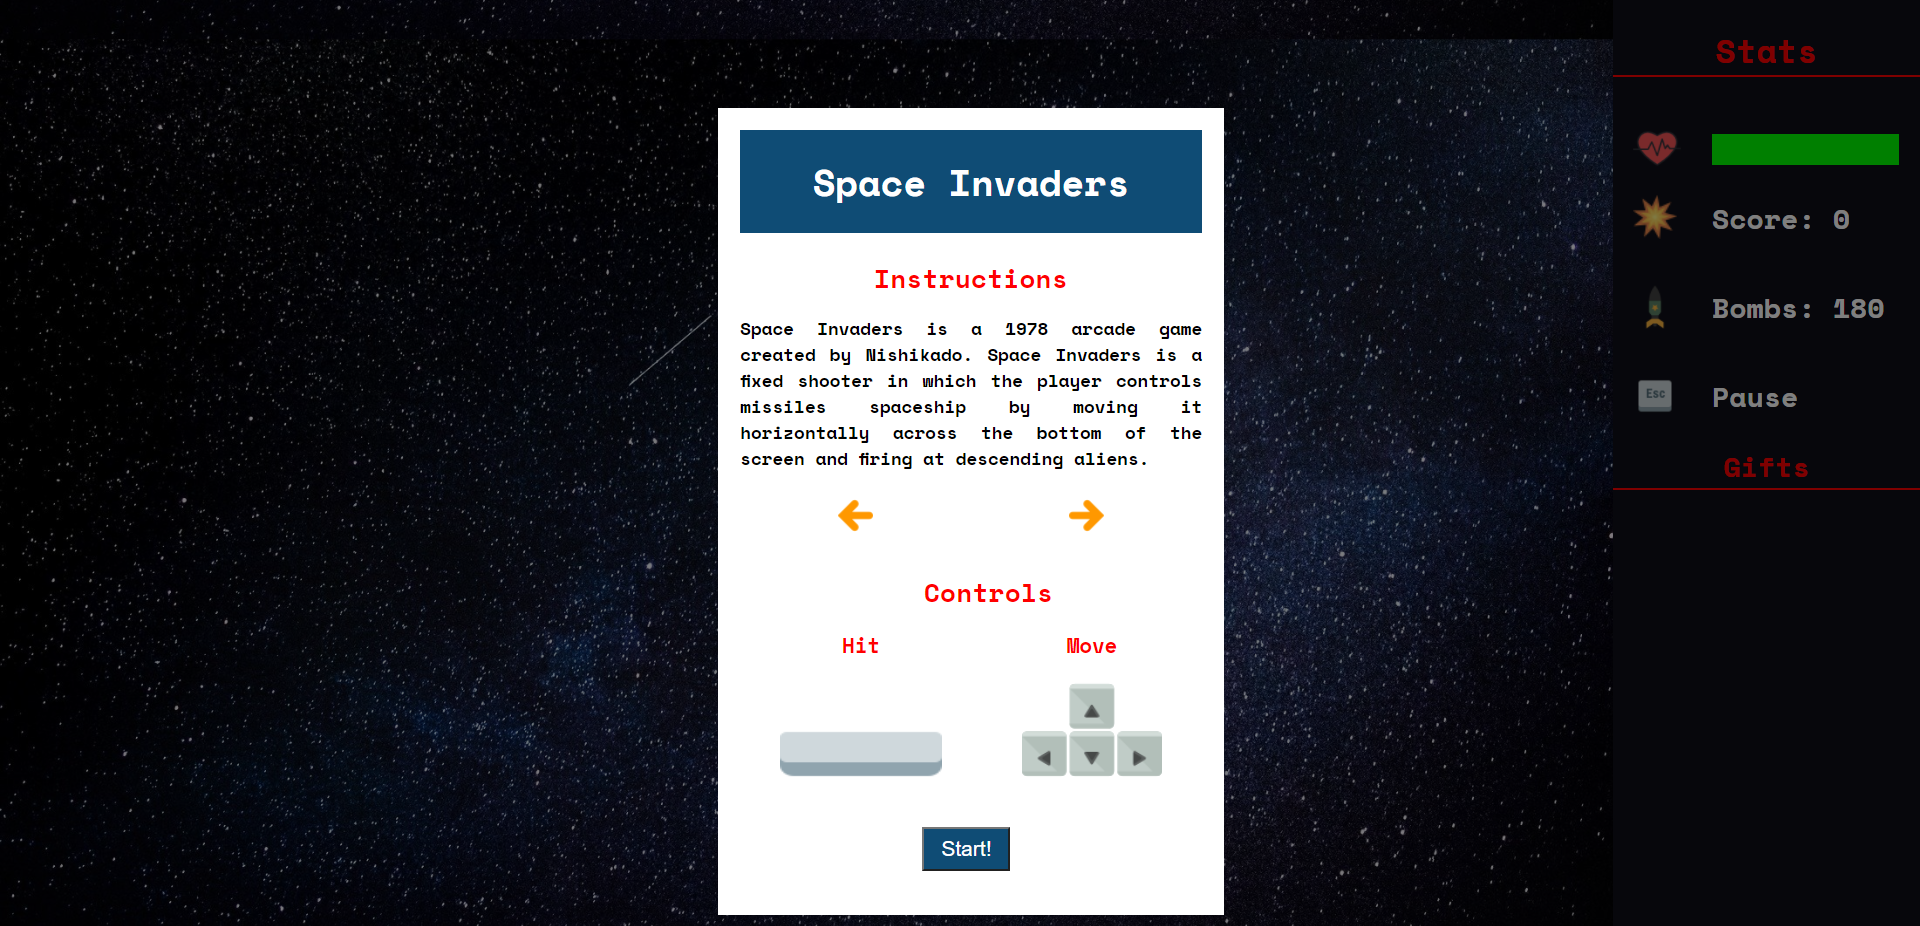 Space Invaders
Instructions
Space Invaders is a 1978 arcade game
created by Nishikado. Space Invaders is a
fixed shooter in which the player controls
missiles spaceship by moving it
horizontally across the bottom of the
screen and firing at descending aliens.
Controls
Hit
Move
Start!
Stats
Score: 0
Bombs: 180
Esc
Pause
Gifts